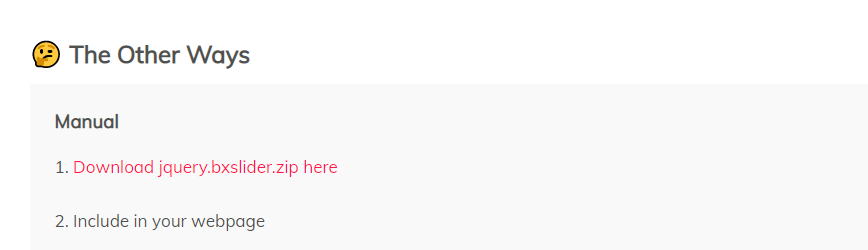 The Other Ways
Manual
1. Download jquery.bxslider.zip here
2. Include in your webpage